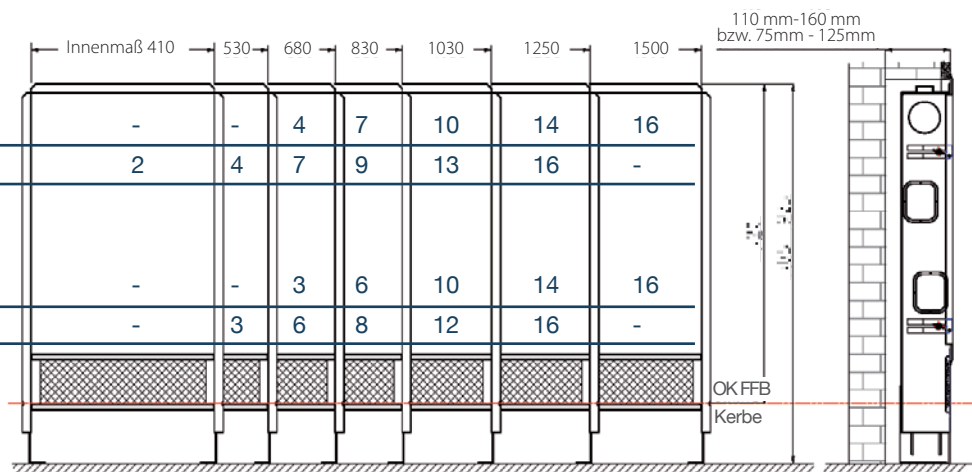 110 mm-160 mm
bzw. 75mm - 125mm
Innenmaß 410 530 680 830 1030 1250 1500
- - 4 7 10 14 16
2 4 7 9 13 16 -
- - 3 6 10 14 16
- 3 6 8 12 16 -
OK FFB
Kerbe